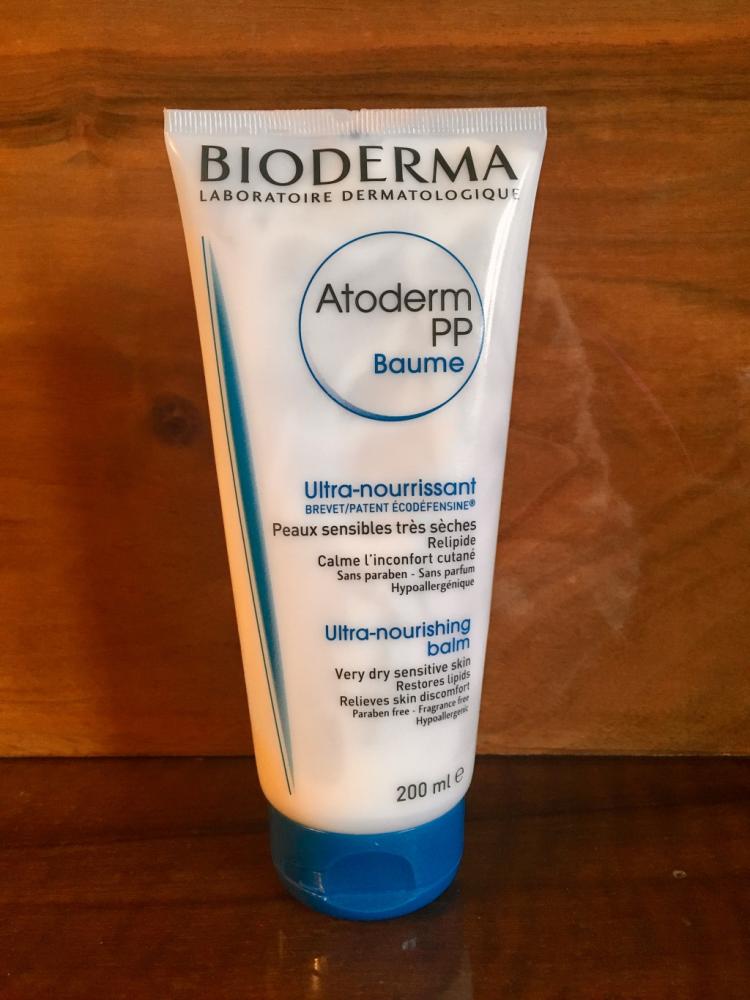 BIODERMA
LABORATOIRE DERMATOLOGIQUE
Atoderm
PP
Baume
Ultra-nourrissant
BREVET/PATENT ÉCODÉFENSINE®
Peaux sensibles très sèches
Relipide
Calme l'inconfort cutané
Sans paraben - Sans parfum
Hypoallergénique
Ultra-nourishing
balm
Very dry sensitive skin
Restores lipids
Relieves skin discomfort
Paraben free - Fragrance free
Hypoallergenic
200 ml ℮